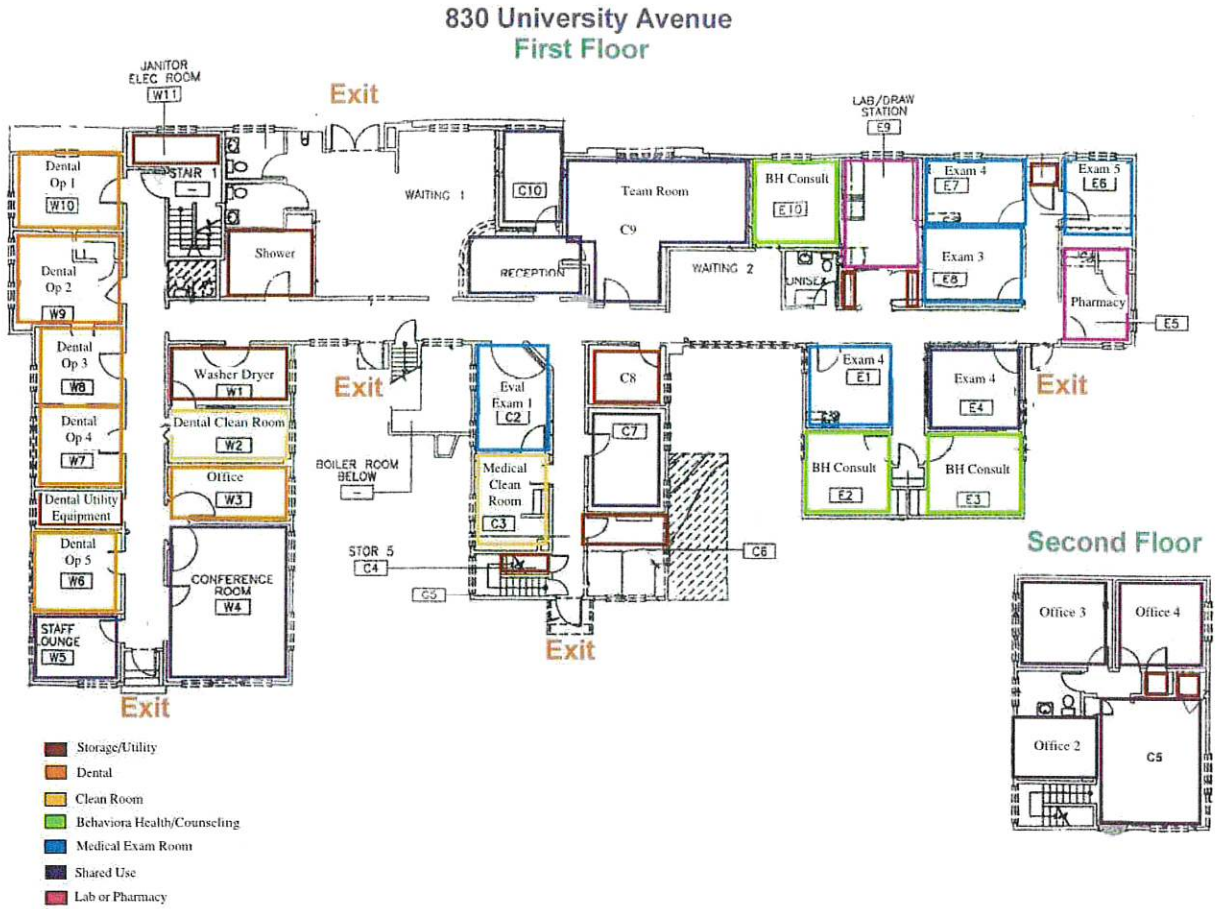 830 University Avenue
First Floor
JANITOR
ELEC ROOM
W11
Exit
LAB/DRAW
STATION
E9
Dental
Op 1
W10
STAIR 1
WAITING 1
C10
Team Room
C9
BH Consult
E10
Exam 4
E7
Exam 5
E6
Dental
Op 2
W9
Shower
RECEPTION
WAITING 2
UNISEX
Exam 3
E8
Pharmacy
E5
Dental
Op 3
W8
Washer Dryer
W1
Exit
Eval
Exam 1
C2
C8
Exam 4
E1
Exam 4
E4
Exit
Dental
Op 4
W7
Dental Clean Room
W2
C7
BOILER ROOM
BELOW
Office
W3
Medical
Clean
Room
C3
BH Consult
E2
BH Consult
E3
Dental Utility
Equipment
Dental
Op 5
W6
CONFERENCE
ROOM
W4
STOR 5
C4
C6
C5
STAFF
LOUNGE
W5
Exit
Exit
Second Floor
Office 3
Office 4
Office 2
C5
Storage/Utility
Dental
Clean Room
Behaviora Health/Counseling
Medical Exam Room
Shared Use
Lab or Pharmacy